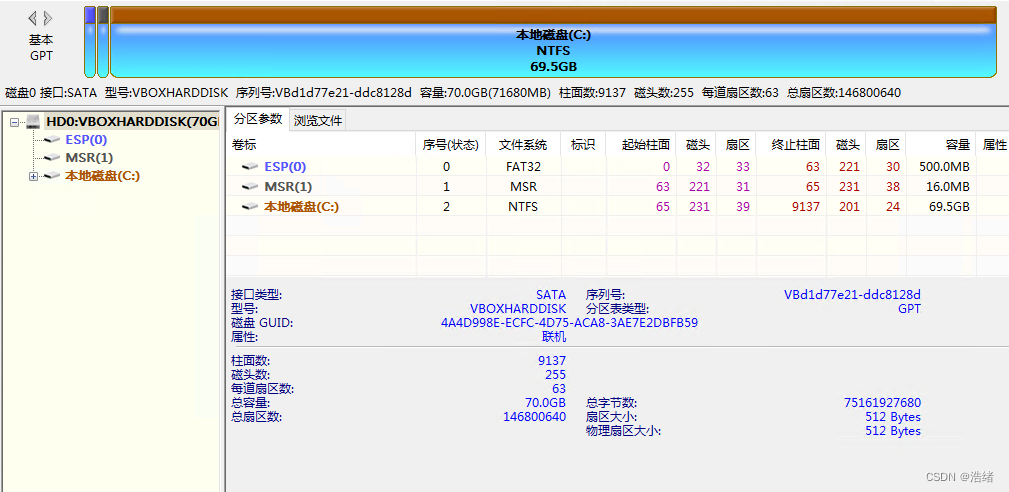 基本
GPT
本地磁盘(C:)
NTFS
69.5GB
磁盘0 接口:SATA 型号:VBOXHARDDISK 序列号:VBd1d77e21-ddc8128d 容量:70.0GB(71680MB) 柱面数:9137 磁头数:255 每道扇区数:63 总扇区数:146800640
HD0:VBOXHARDDISK(70G
ESP(0)
MSR(1)
本地磁盘(C:)
分区参数 浏览文件
卷标 序号(状态) 文件系统 标识 起始柱面 磁头 扇区 终止柱面 磁头 扇区 容量 属性
ESP(0) 0 FAT32 0 32 33 63 221 30 500.0MB
MSR(1) 1 MSR 63 221 31 65 231 38 16.0MB
本地磁盘(C:) 2 NTFS 65 231 39 9137 201 24 69.5GB
接口类型: SATA 序列号: VBd1d77e21-ddc8128d
型号: VBOXHARDDISK 分区表类型: GPT
磁盘 GUID: 4A4D998E-ECFC-4D75-ACA8-3AE7E2DBFB59
属性: 联机
柱面数: 9137
磁头数: 255
每道扇区数: 63
总容量: 70.0GB 总字节数: 75161927680
总扇区数: 146800640 扇区大小: 512 Bytes
物理扇区大小: 512 Bytes
CSDN @浩绪